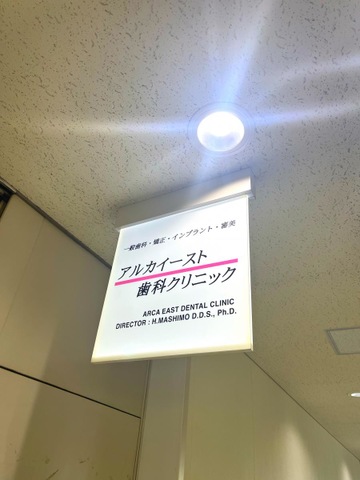 一般歯科・矯正・インプラント・審美
アルカイースト
歯科クリニック
ARCA EAST DENTAL CLINIC
DIRECTOR : H.MASHIMO D.D.S., Ph.D.